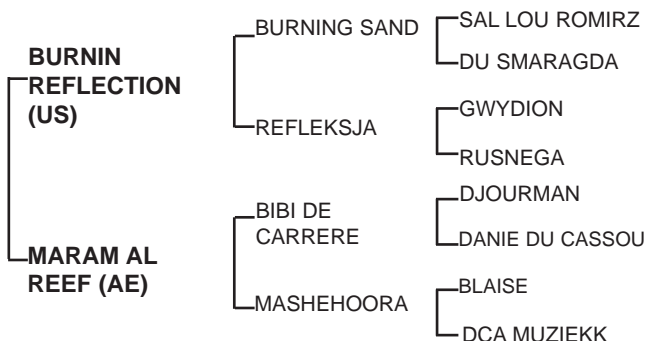 BURNIN
REFLECTION
(US)
BURNING SAND
SAL LOU ROMIRZ
DU SMARAGDA
REFLEKSJA
GWYDION
RUSNEGA
MARAM AL
REEF (AE)
BIBI DE
CARRERE
DJOURMAN
DANIE DU CASSOU
MASHEHOORA
BLAISE
DCA MUZIEKK